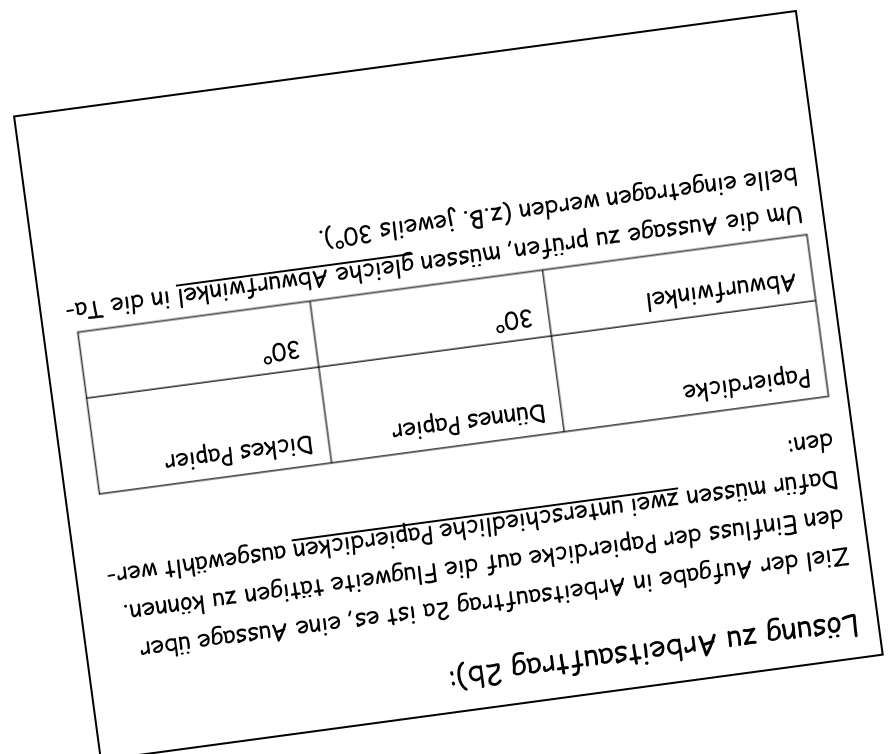 Lösung zu Arbeitsauftrag 2b):
Ziel der Aufgabe in Arbeitsauftrag 2a ist es, eine Aussage über
den Einfluss der Papierdicke auf die Flugweite tätigen zu können.
Dafür müssen zwei unterschiedliche Papierdicken ausgewählt wer-
den:
Papierdicke Dünnes Papier Dickes Papier
Abwurfwinkel 30° 30°
Um die Aussage zu prüfen, müssen gleiche Abwurfwinkel in die Ta-
belle eingetragen werden (z.B. jeweils 30°).